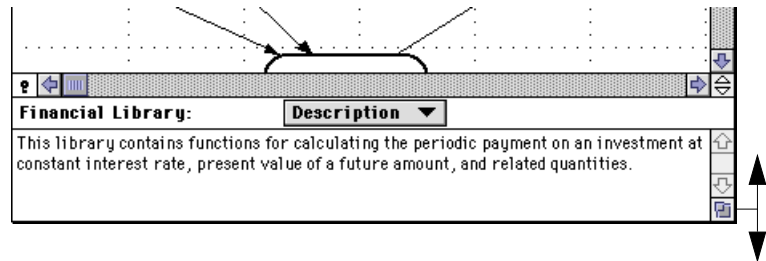 Financial Library:
Description
This library contains functions for calculating the periodic payment on an investment at
constant interest rate, present value of a future amount, and related quantities.